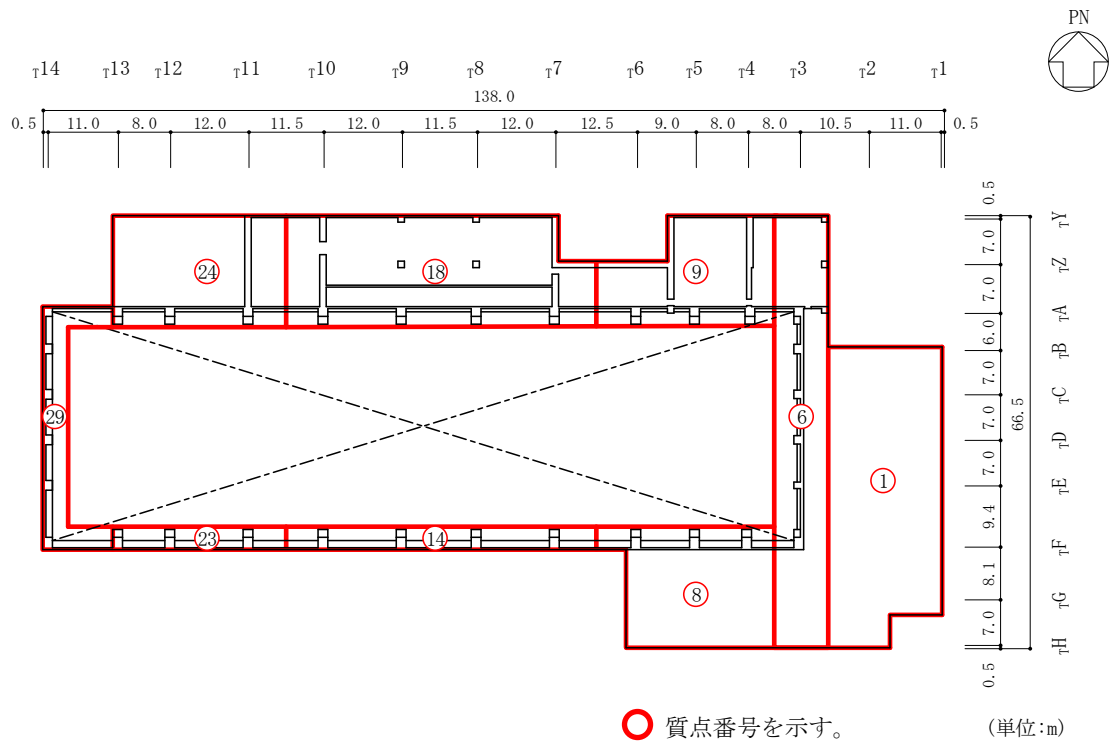 PN
T14 T13 T12 T11 T10 T9 T8 T7 T6 T5 T4 T3 T2 T1
138.0
0.5 11.0 8.0 12.0 11.5 12.0 11.5 12.0 12.5 9.0 8.0 8.0 10.5 11.0 0.5
0.5 TY
7.0
TZ
24 18 9
7.0
TA
6.0
TB
7.0
TC
29 6
7.0
66.5
TD
7.0
1
TE
9.4
23 14
TF
8.1
8
TG
7.0
TH
0.5
質点番号を示す。 (単位:m)